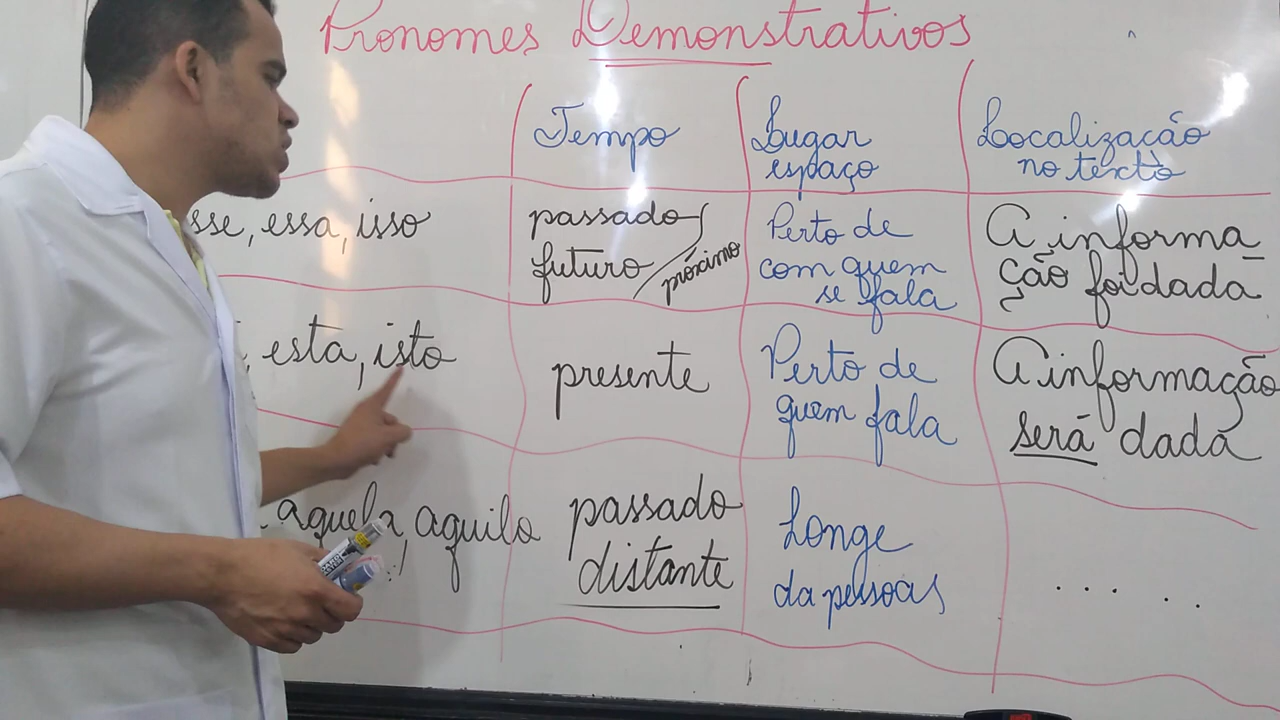 Pronomes Demonstrativos
Tempo
Lugar
espaço
Localização
no texto
sse, essa, isso
passado
futuro
próximo
Perto de
com quem
se fala
A informa
ção foi dada
, esta, isto
presente
Perto de
quem fala
A informação
será dada
aquela, aquilo
passado
distante
Longe
da pessoas
. . . . .